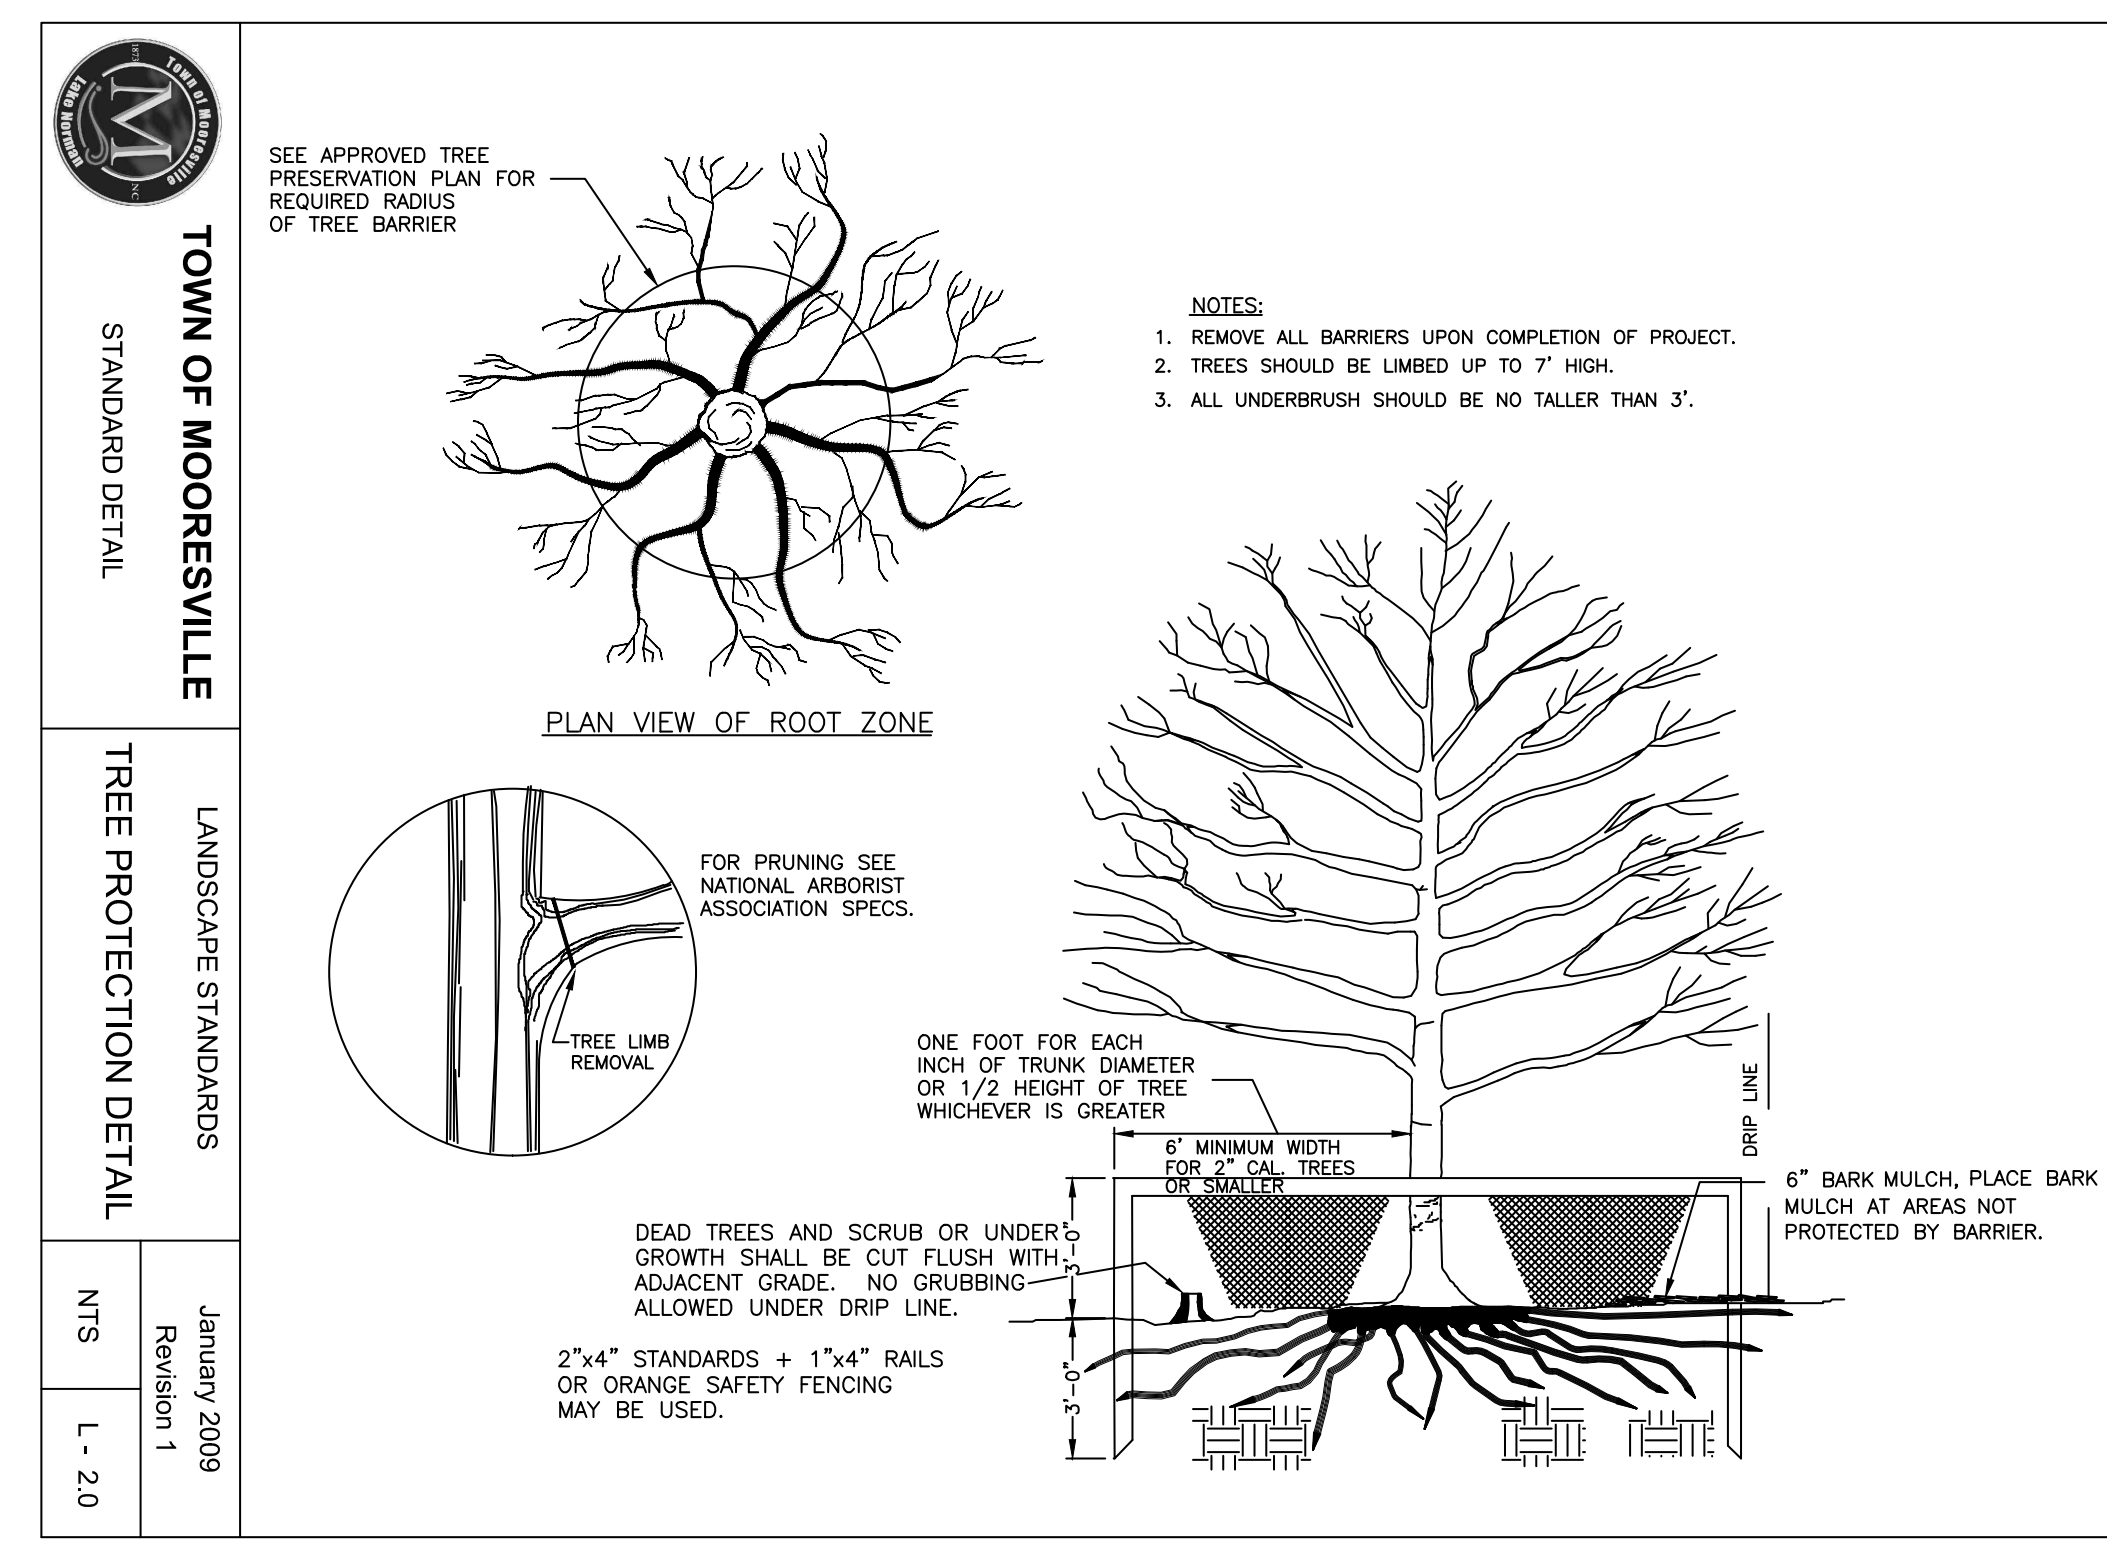 Town of Mooresville
1873
M
NC
Lake Norman
TOWN OF MOORESVILLE
STANDARD DETAIL
LANDSCAPE STANDARDS
TREE PROTECTION DETAIL
January 2009
Revision 1
NTS
L - 2.0
SEE APPROVED TREE
PRESERVATION PLAN FOR
REQUIRED RADIUS
OF TREE BARRIER
PLAN VIEW OF ROOT ZONE
NOTES:
1. REMOVE ALL BARRIERS UPON COMPLETION OF PROJECT.
2. TREES SHOULD BE LIMBED UP TO 7' HIGH.
3. ALL UNDERBRUSH SHOULD BE NO TALLER THAN 3'.
FOR PRUNING SEE
NATIONAL ARBORIST
ASSOCIATION SPECS.
TREE LIMB
REMOVAL
ONE FOOT FOR EACH
INCH OF TRUNK DIAMETER
OR 1/2 HEIGHT OF TREE
WHICHEVER IS GREATER
6' MINIMUM WIDTH
FOR 2" CAL. TREES
OR SMALLER
DRIP LINE
6" BARK MULCH, PLACE BARK
MULCH AT AREAS NOT
PROTECTED BY BARRIER.
DEAD TREES AND SCRUB OR UNDER
GROWTH SHALL BE CUT FLUSH WITH
ADJACENT GRADE. NO GRUBBING
ALLOWED UNDER DRIP LINE.
3'-0"
3'-0"
2"x4" STANDARDS + 1"x4" RAILS
OR ORANGE SAFETY FENCING
MAY BE USED.